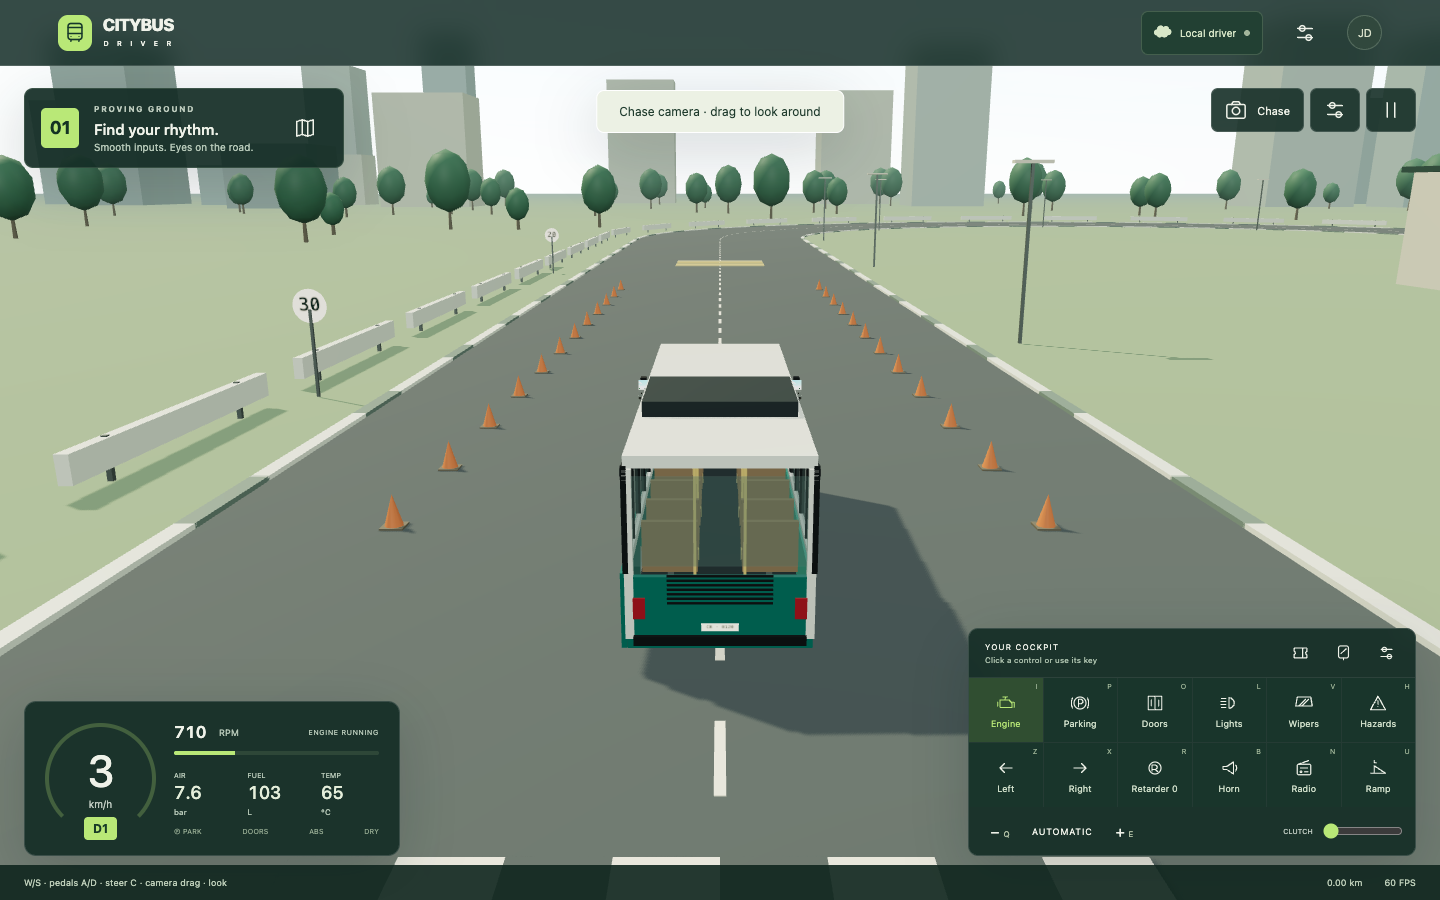 CITYBUS
DRIVER
Local driver
JD
01
PROVING GROUND
Find your rhythm.
Smooth inputs. Eyes on the road.
Chase camera · drag to look around
Chase
20
30
3
km/h
D1
710 RPM
ENGINE RUNNING
AIR FUEL TEMP
7.6 103 65
bar L °C
Ⓟ PARK DOORS ABS DRY
YOUR COCKPIT
Click a control or use its key
I P O L V H
Engine Parking Doors Lights Wipers Hazards
Z X R B N U
Left Right Retarder 0 Horn Radio Ramp
− Q AUTOMATIC + E
CLUTCH
W/S · pedals A/D · steer C · camera drag · look
0.00 km 60 FPS